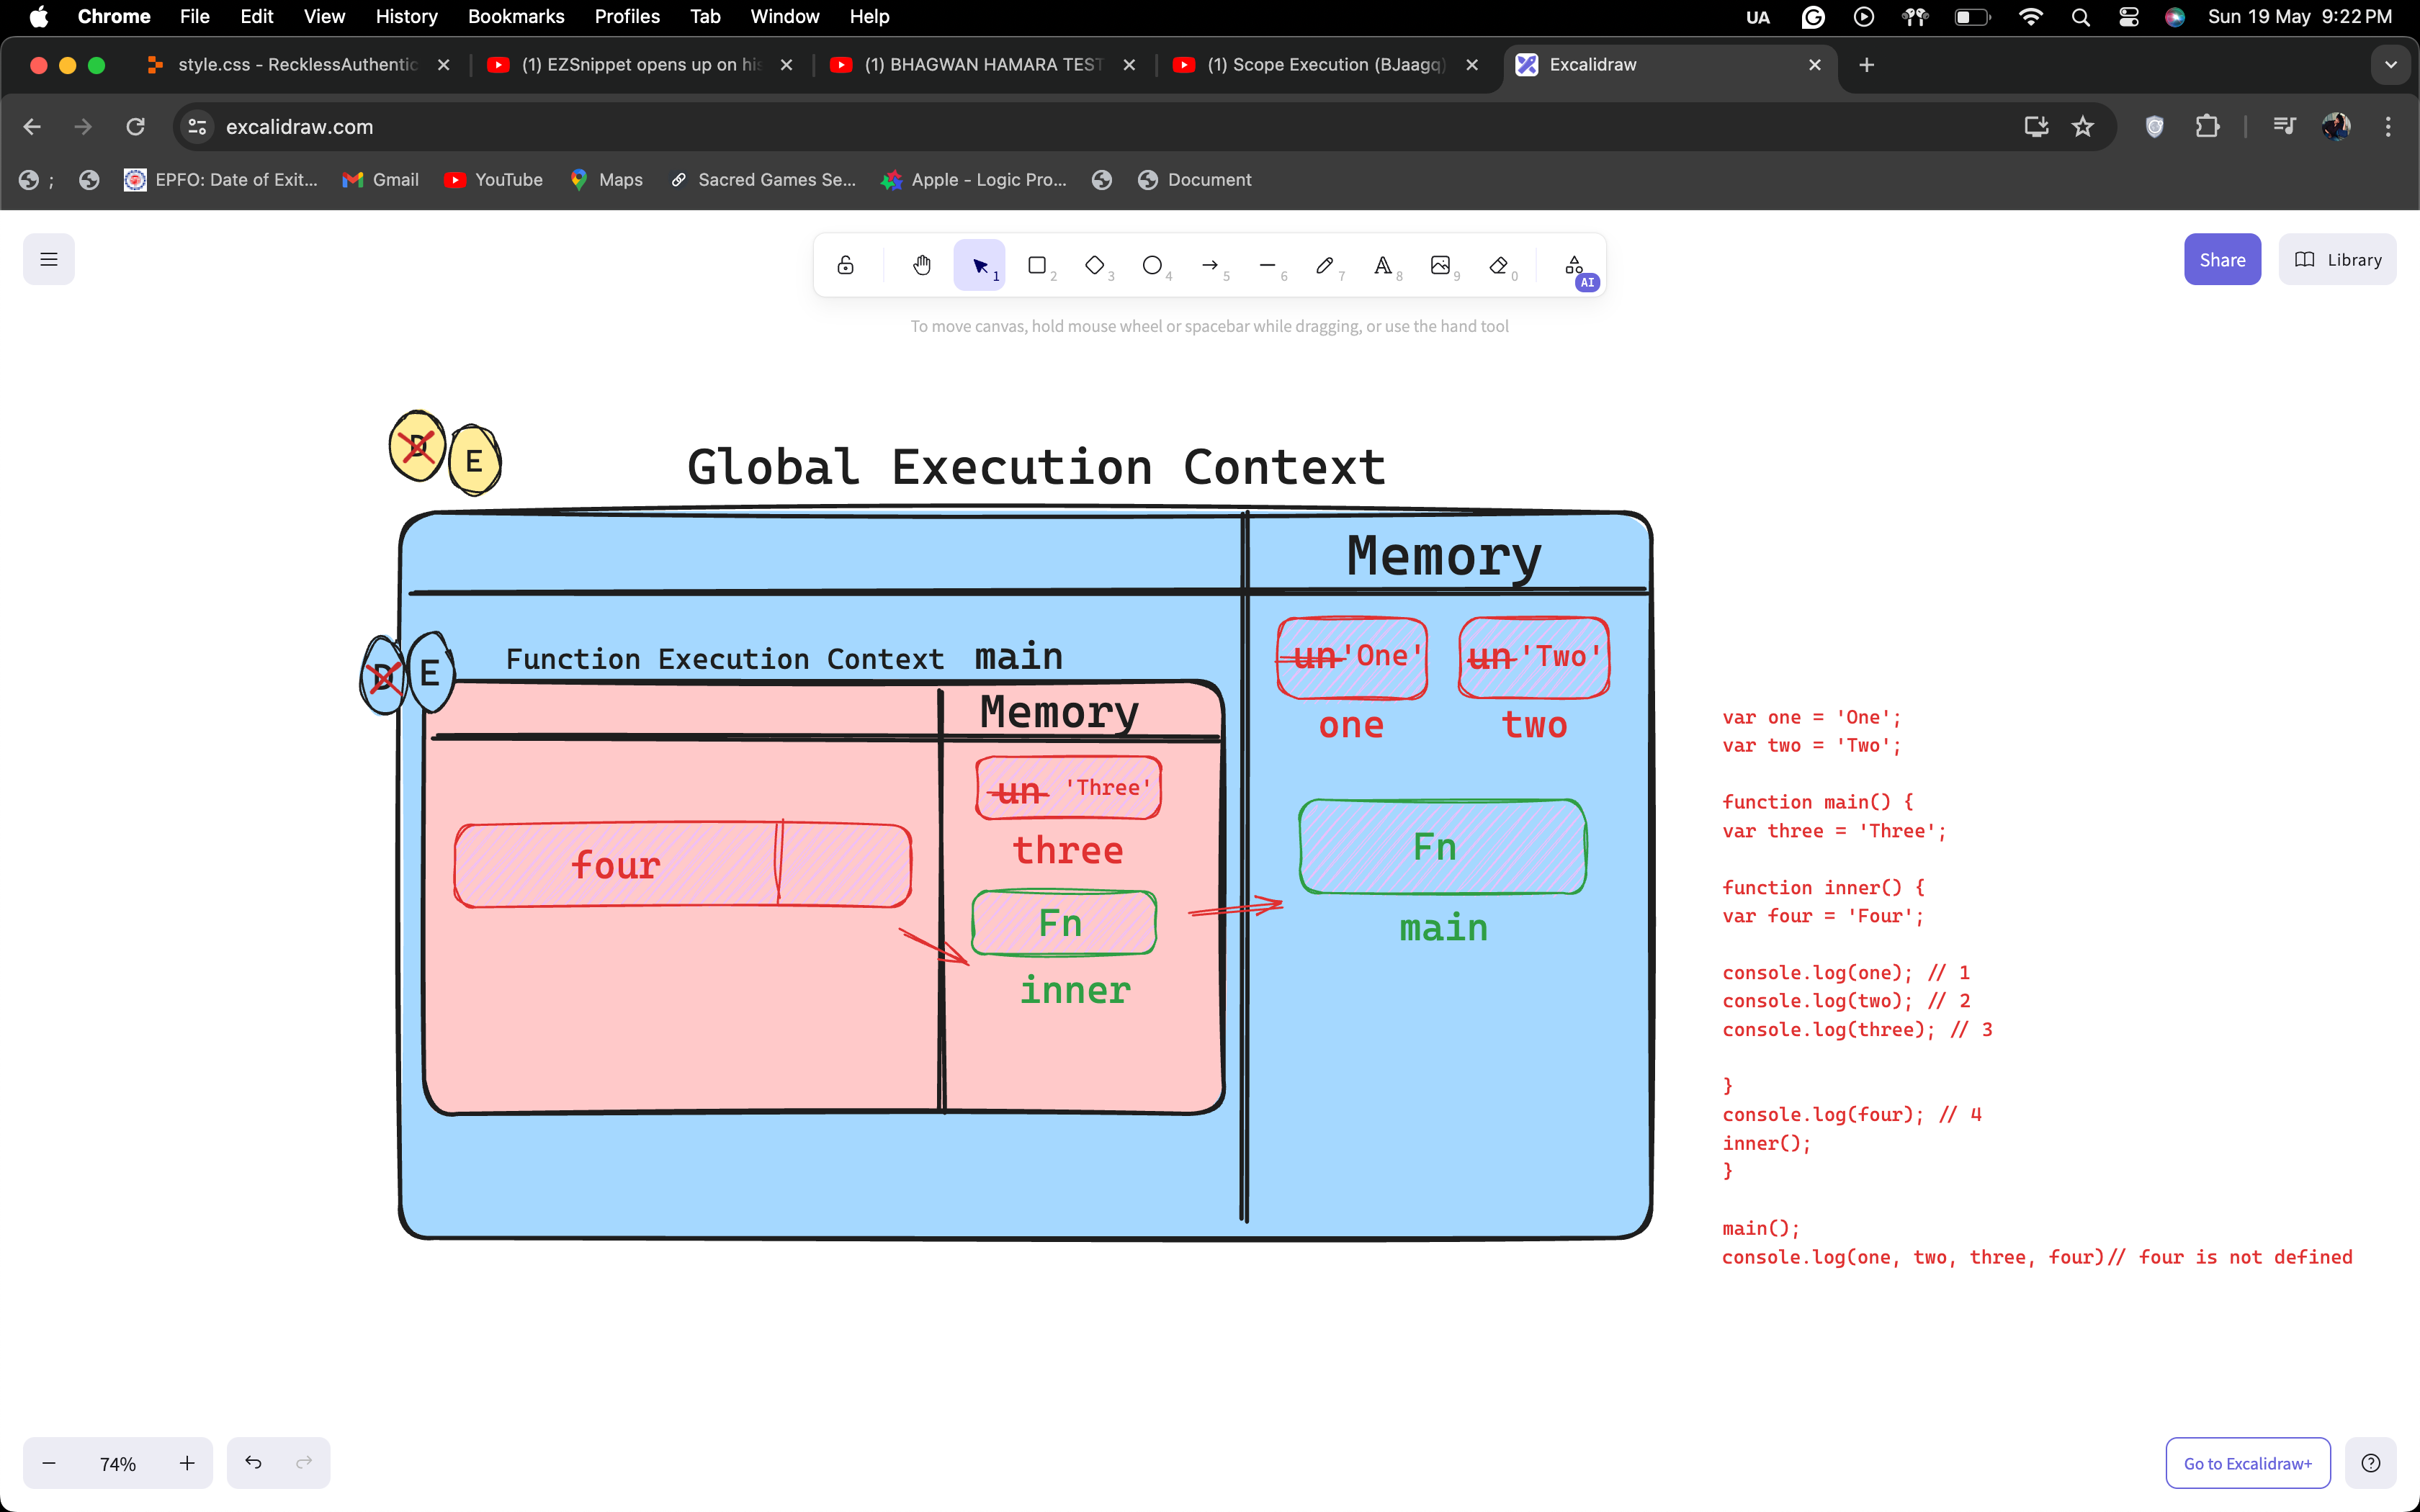 Chrome File Edit View History Bookmarks Profiles Tab Window Help UA Sun 19 May 9:22 PM
style.css - RecklessAuthentic (1) EZSnippet opens up on his (1) BHAGWAN HAMARA TEST (1) Scope Execution (BJaagq) Excalidraw
excalidraw.com
; EPFO: Date of Exit... Gmail YouTube Maps Sacred Games Se... Apple - Logic Pro... Document
1 2 3 4 5 6 7 8 9 0 AI
Share Library
To move canvas, hold mouse wheel or spacebar while dragging, or use the hand tool
D E
Global Execution Context
Memory
un 'One' un 'Two'
one two
Fn
main
D E
Function Execution Context main
Memory
un 'Three'
three
four
Fn
inner
var one = 'One';
var two = 'Two';
function main() {
var three = 'Three';
function inner() {
var four = 'Four';
console.log(one); // 1
console.log(two); // 2
console.log(three); // 3
}
console.log(four); // 4
inner();
}
main();
console.log(one, two, three, four)// four is not defined
74%
Go to Excalidraw+